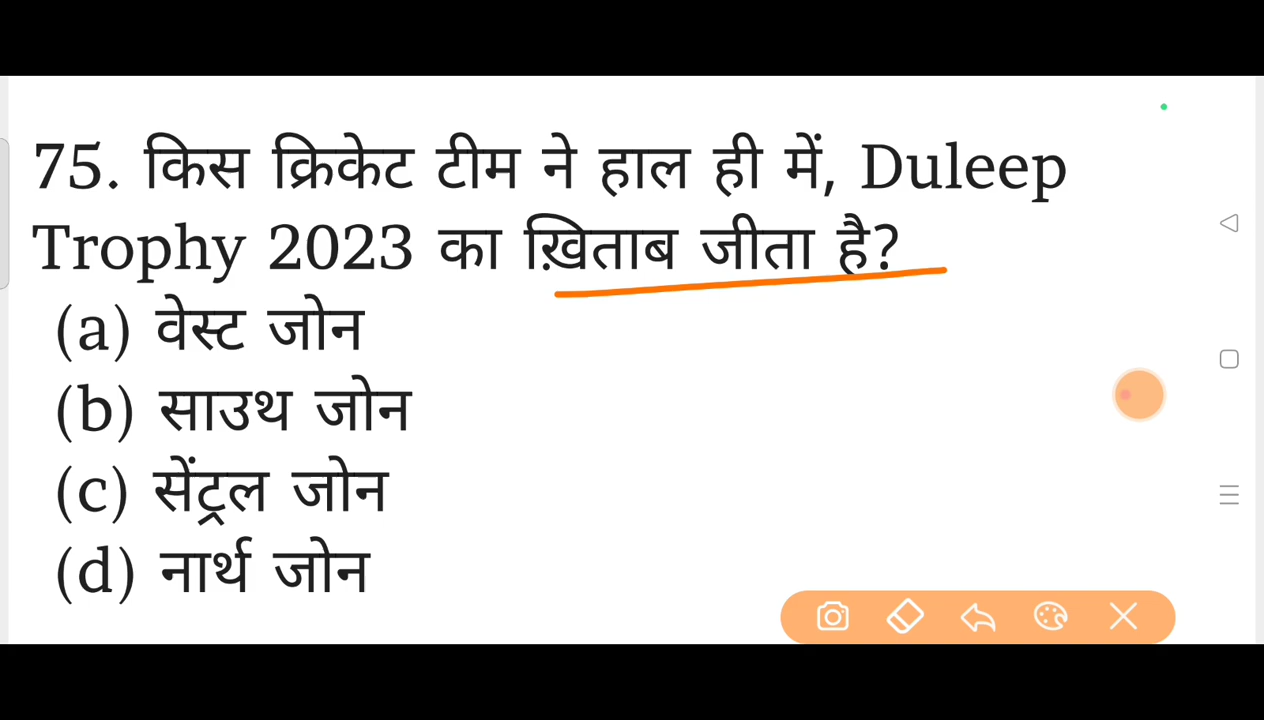 75. किस क्रिकेट टीम ने हाल ही में, Duleep
Trophy 2023 का ख़िताब जीता है?
(a) वेस्ट जोन
(b) साउथ जोन
(c) सेंट्रल जोन
(d) नार्थ जोन